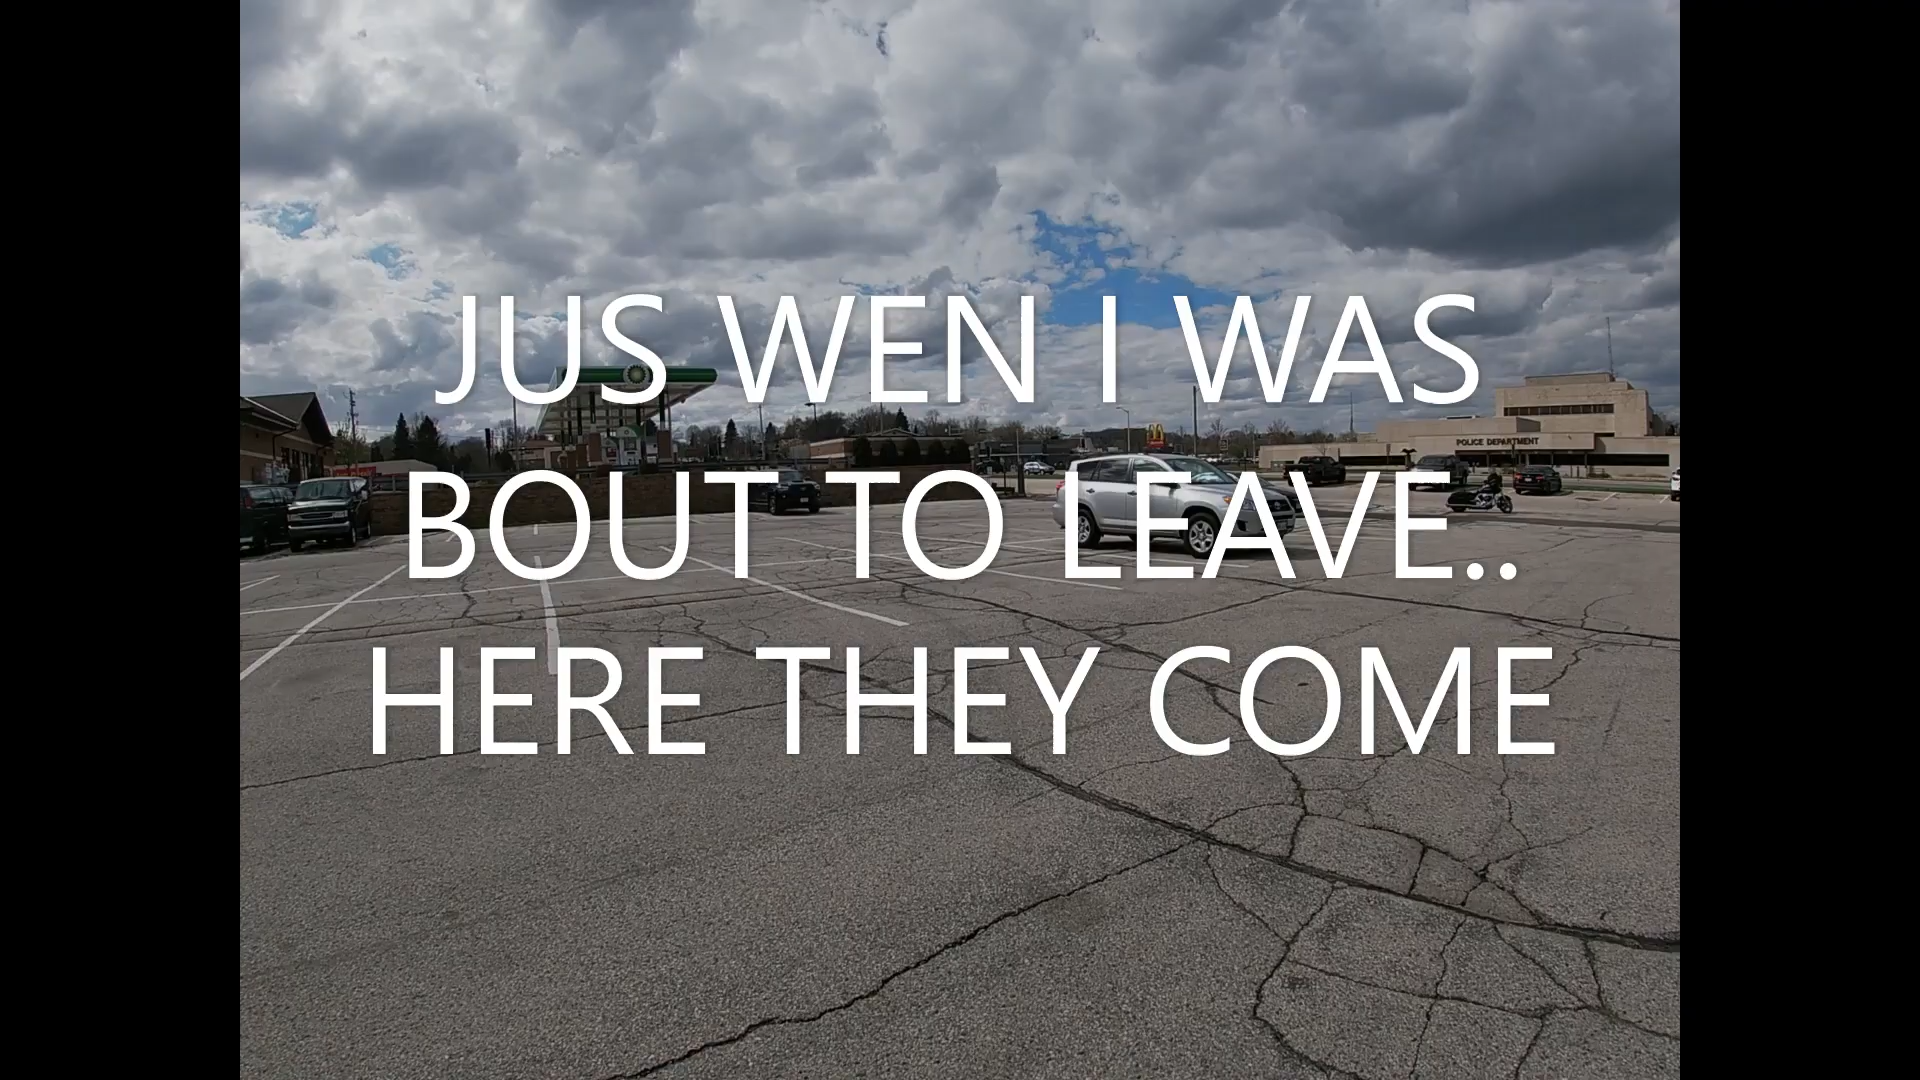 JUS WEN I WAS
BOUT TO LEAVE..
HERE THEY COME
POLICE DEPARTMENT